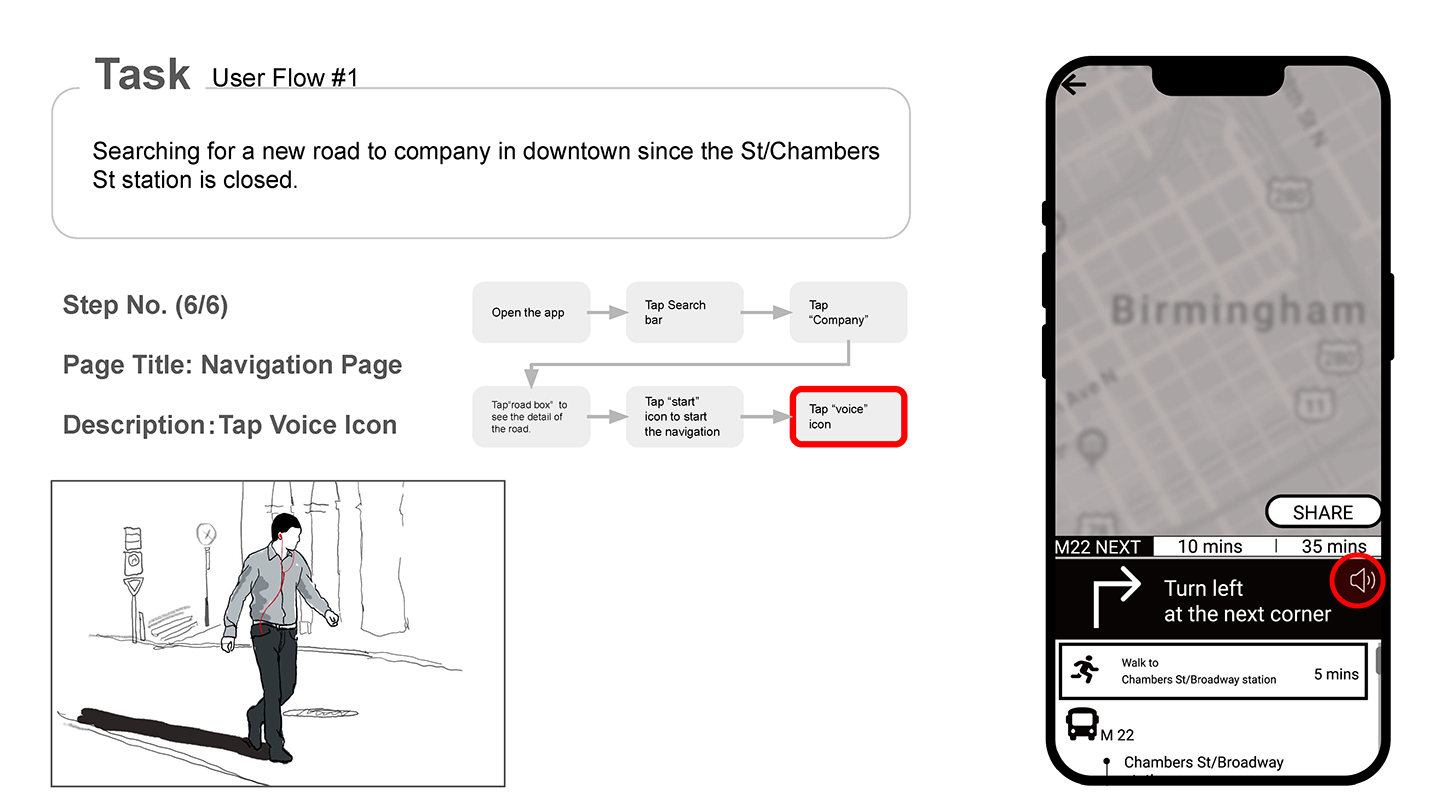 Task User Flow #1
Searching for a new road to company in downtown since the St/Chambers
St station is closed.
Step No. (6/6)
Page Title: Navigation Page
Description:Tap Voice Icon
Open the app
Tap Search
bar
Tap
“Company”
Tap“road box” to
see the detail of
the road.
Tap “start”
icon to start
the navigation
Tap “voice”
icon
280
Birmingham
280
11
Ave N
78
SHARE
M22 NEXT 10 mins | 35 mins
Turn left
at the next corner
Walk to
Chambers St/Broadway station
5 mins
M 22
Chambers St/Broadway